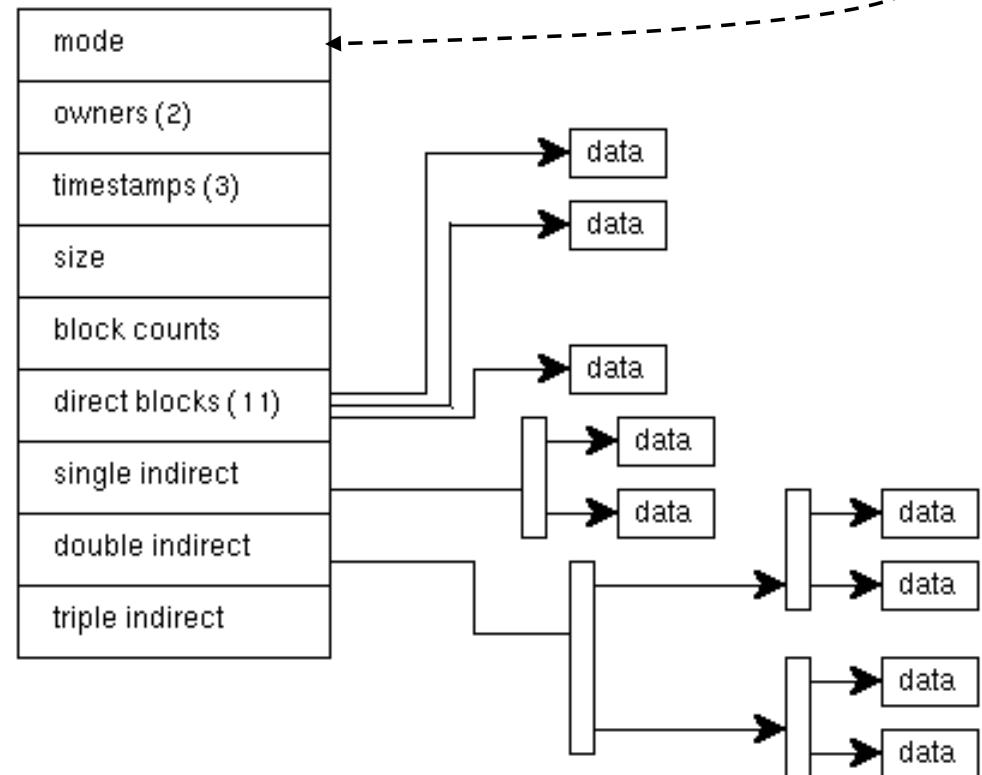 mode
owners (2)
timestamps (3)
size
block counts
direct blocks (11)
single indirect
double indirect
triple indirect
data
data
data
data
data
data
data
data
data